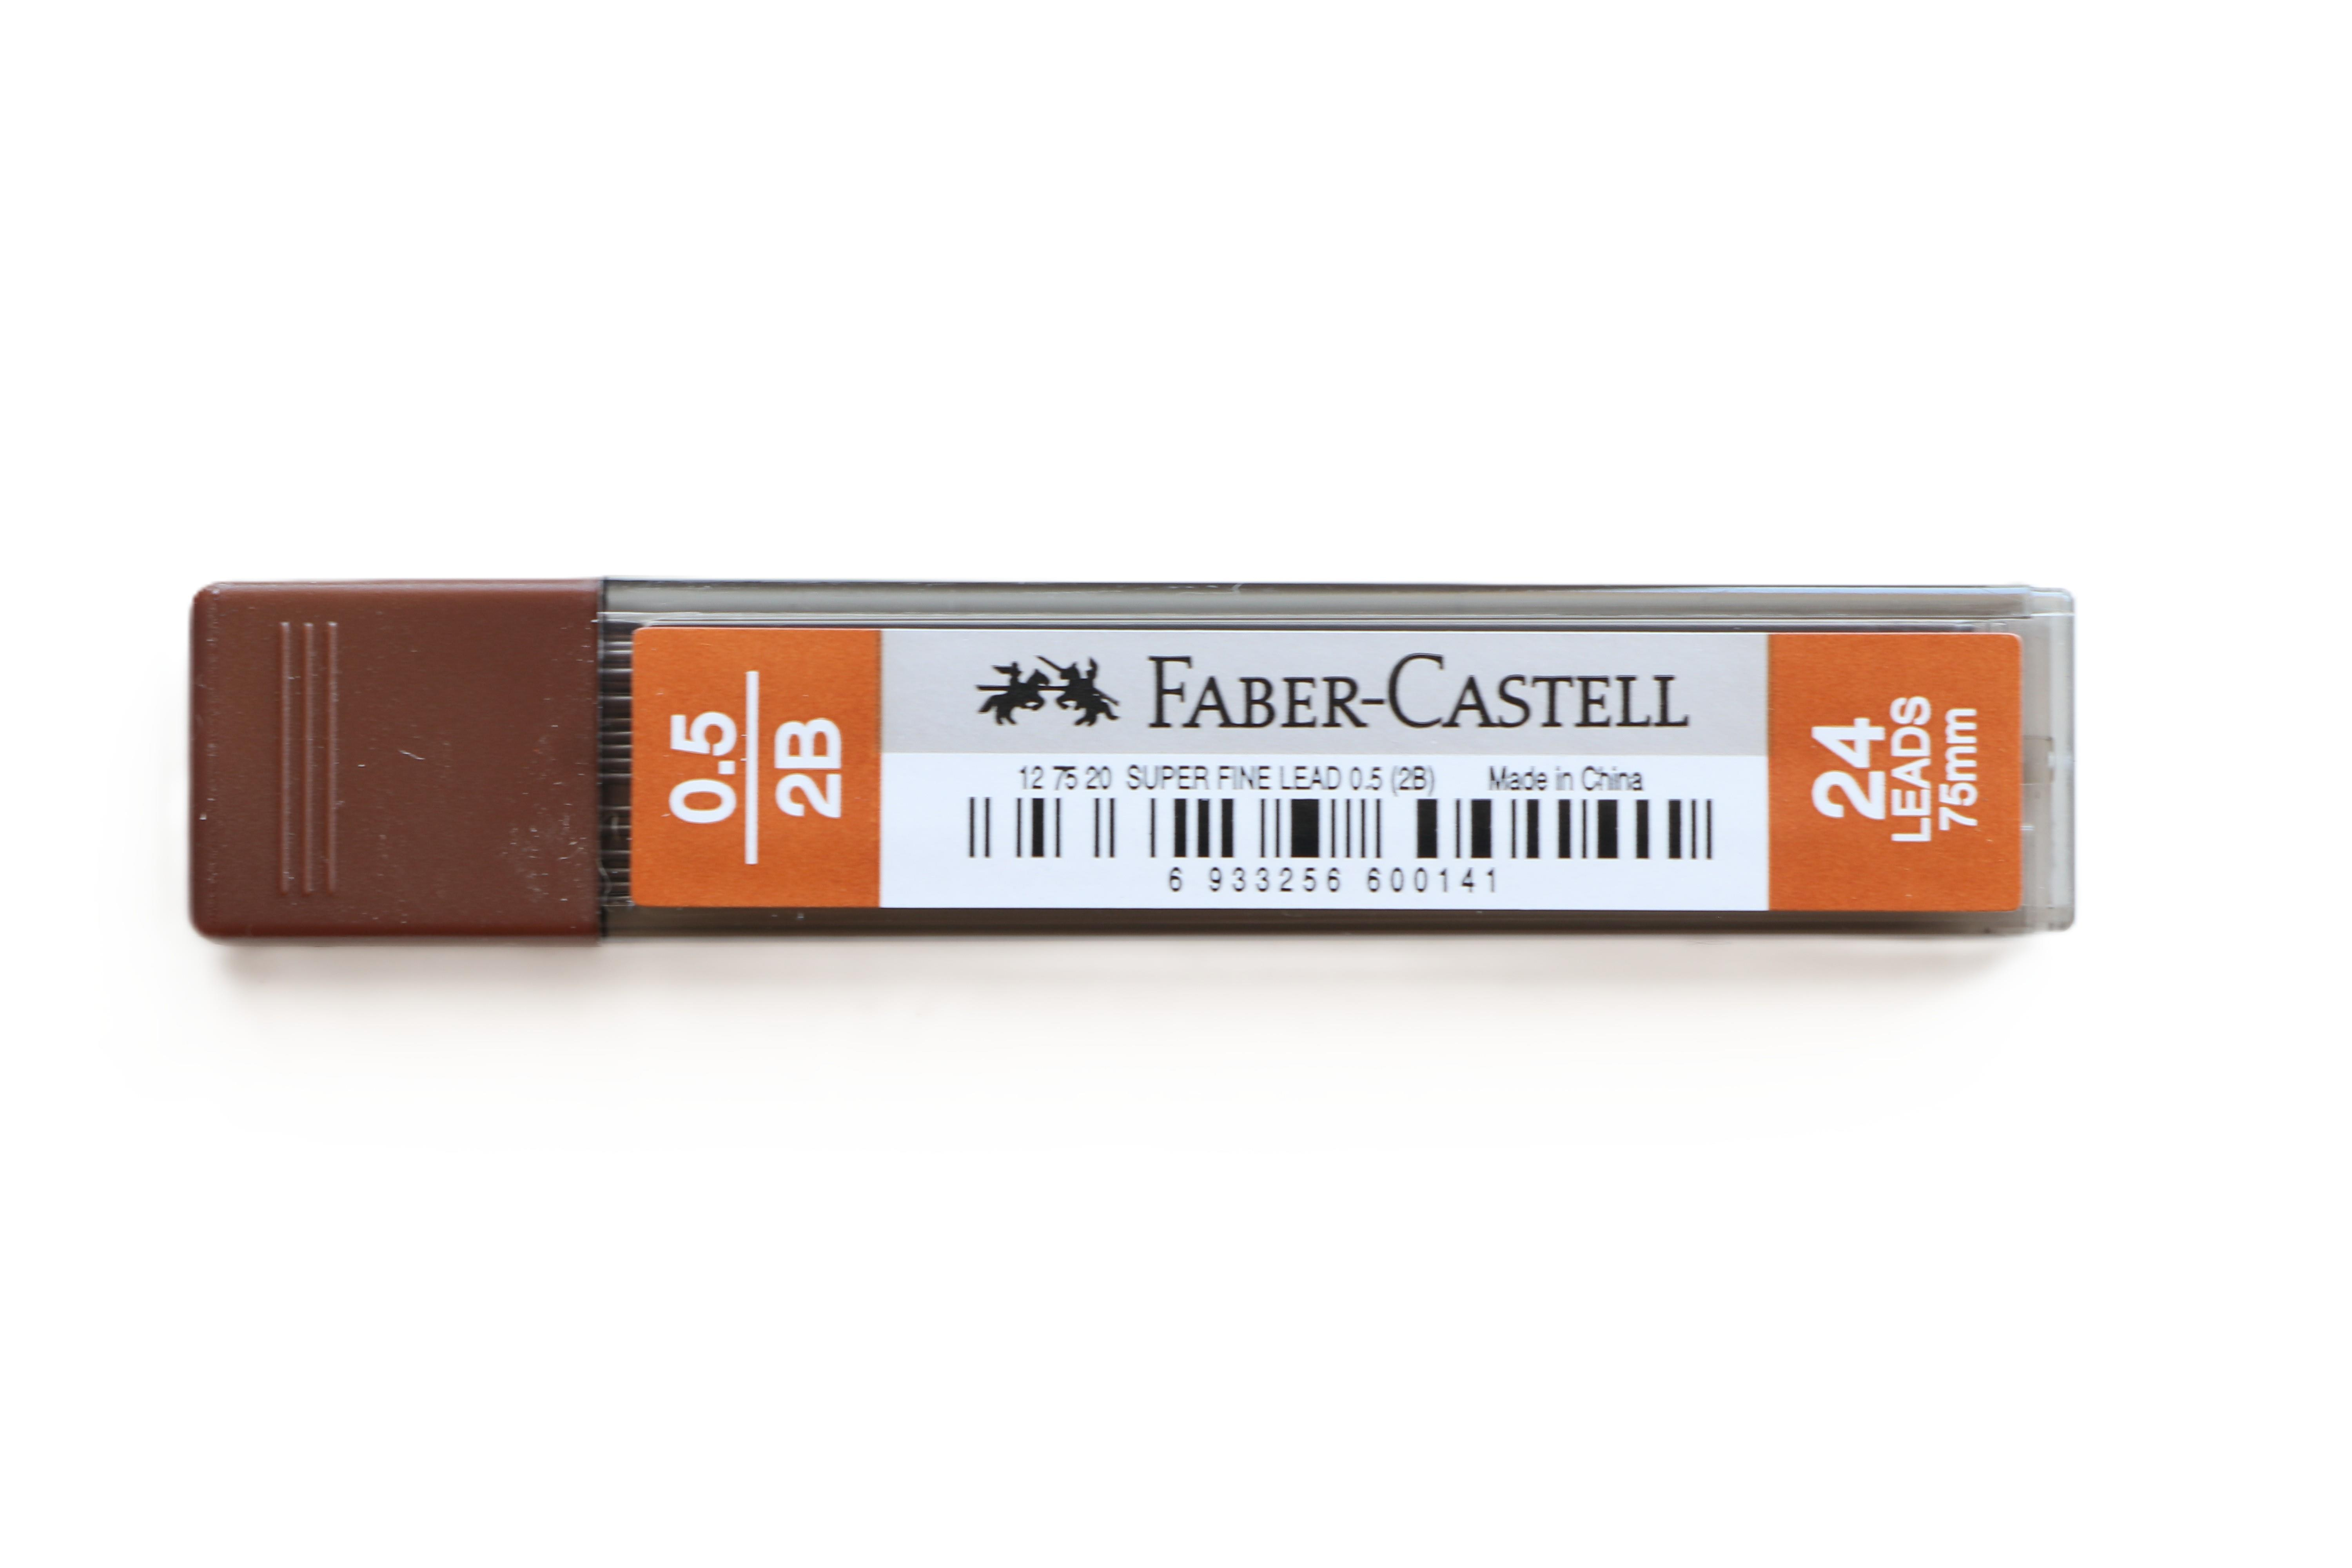 0.5
2B
FABER-CASTELL
12 75 20 SUPER FINE LEAD 0.5 (2B) Made in China
6 933256 600141
24
LEADS
75mm